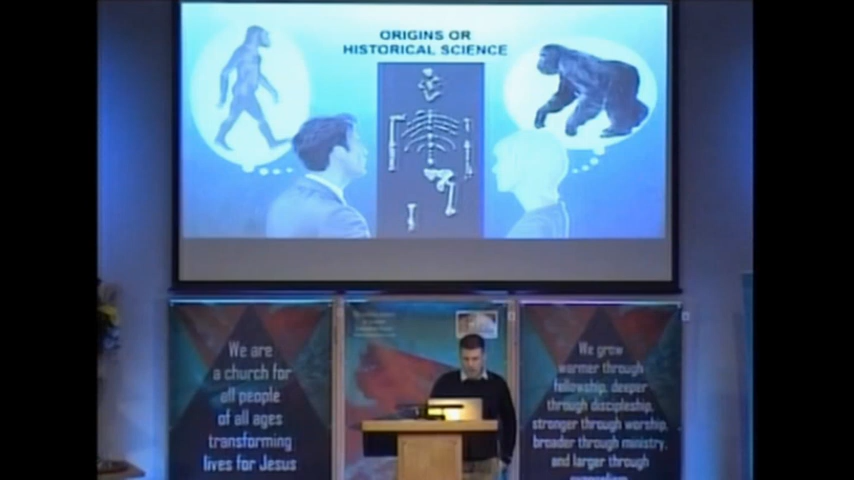 ORIGINS OR
HISTORICAL SCIENCE
We are
a church for
all people
of all ages
transforming
lives for Jesus
We grow
warmer through
fellowship, deeper
through discipleship,
stronger through worship,
broader through ministry,
and larger through